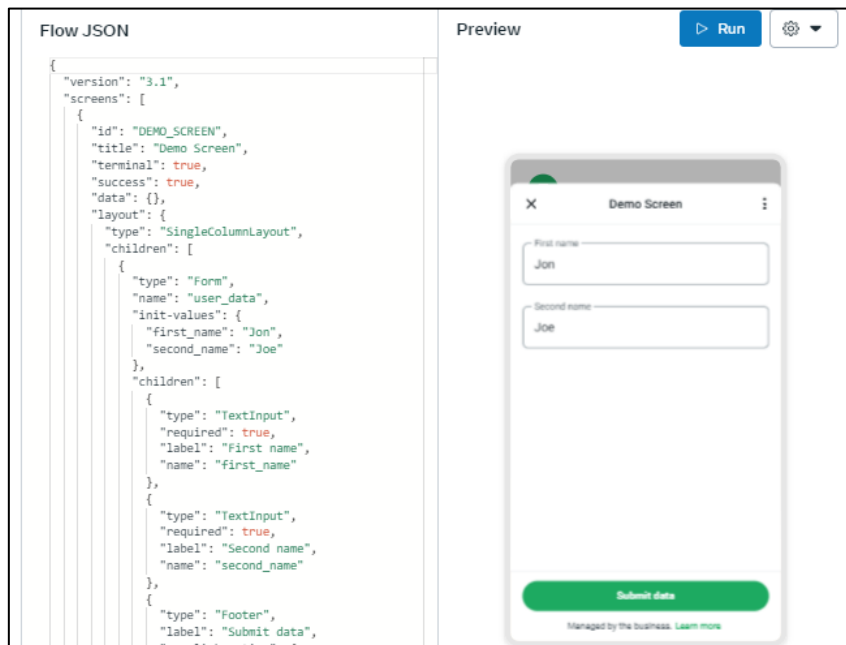 Flow JSON
{
"version": "3.1",
"screens": [
{
"id": "DEMO_SCREEN",
"title": "Demo Screen",
"terminal": true,
"success": true,
"data": {},
"layout": {
"type": "SingleColumnLayout",
"children": [
{
"type": "Form",
"name": "user_data",
"init-values": {
"first_name": "Jon",
"second_name": "Joe"
},
"children": [
{
"type": "TextInput",
"required": true,
"label": "First name",
"name": "first_name"
},
{
"type": "TextInput",
"required": true,
"label": "Second name",
"name": "second_name"
},
{
"type": "Footer",
"label": "Submit data",
Preview
Run
Demo Screen
First name
Jon
Second name
Joe
Submit data
Managed by the business. Learn more